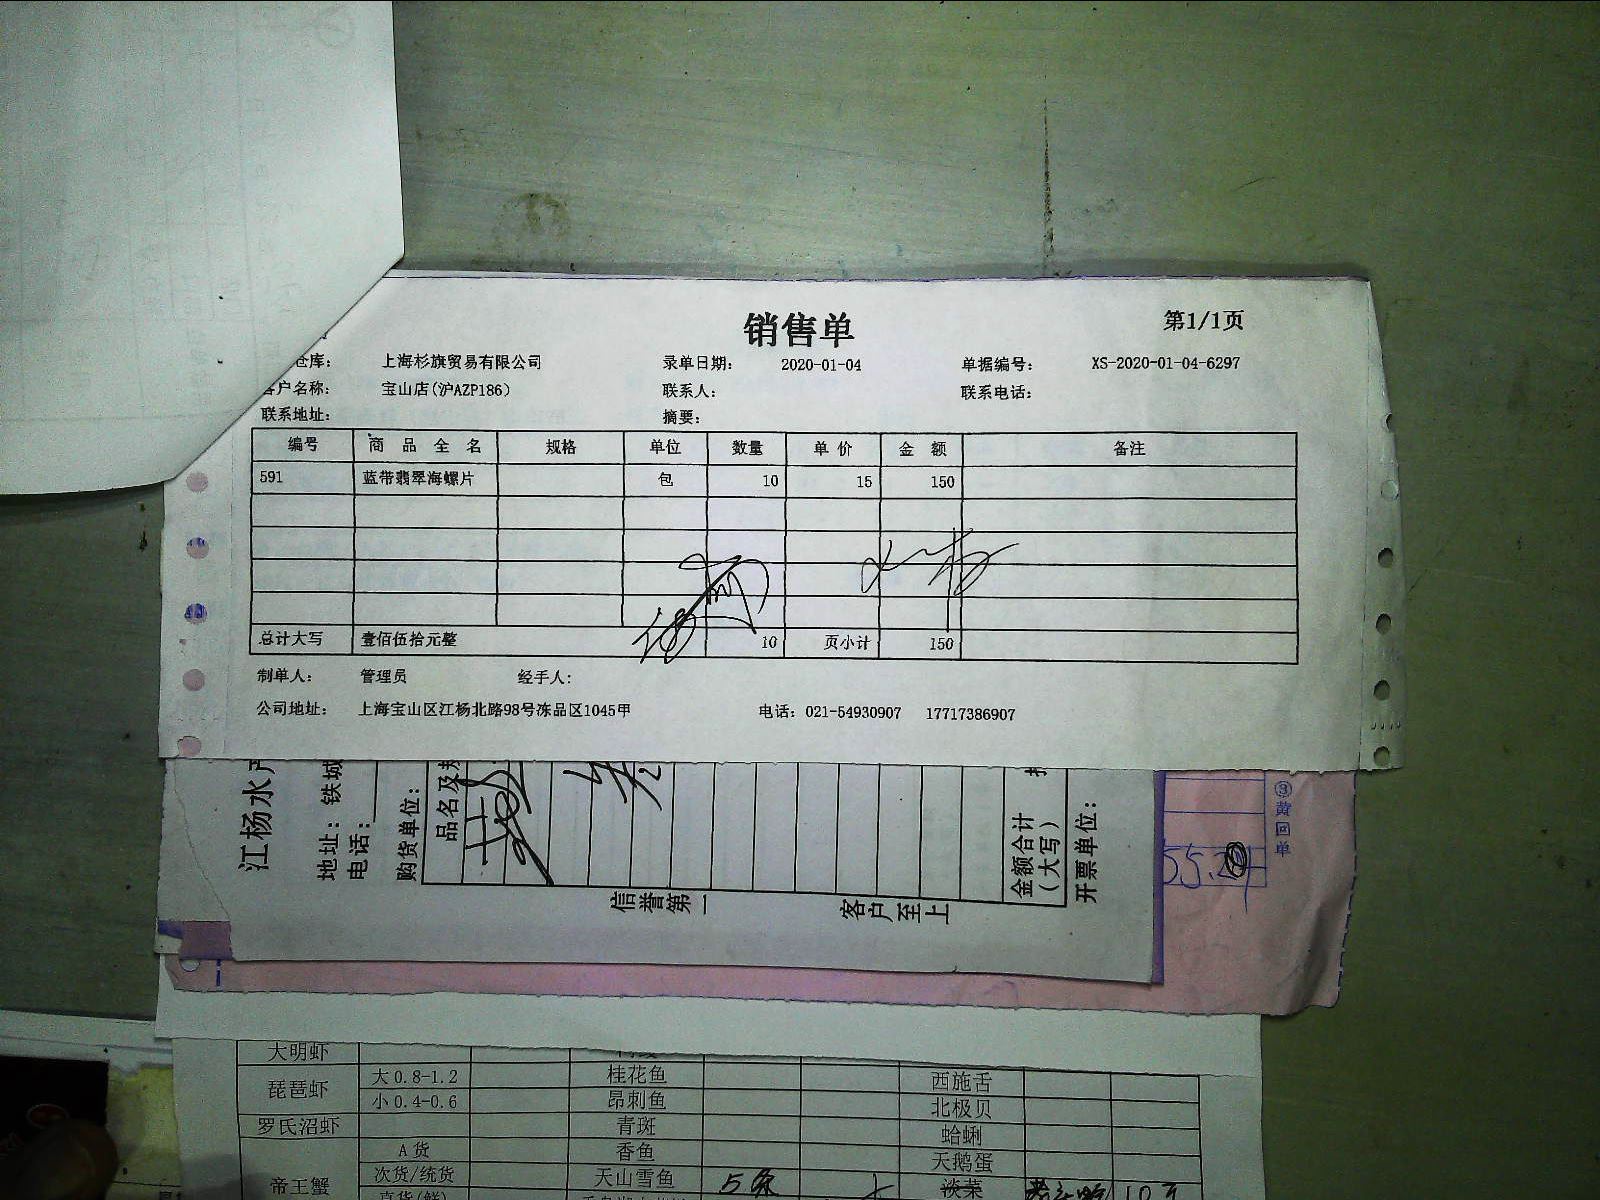 销售单
第1/1页
仓库: 上海杉旗贸易有限公司 录单日期: 2020-01-04 单据编号: XS-2020-01-04-6297
客户名称: 宝山店(沪AZP186) 联系人: 联系电话:
联系地址: 摘要:
编号 商品全名 规格 单位 数量 单价 金额 备注
591 蓝带翡翠海螺片 包 10 15 150
总计大写 壹佰伍拾元整 10 页小计 150
制单人: 管理员 经手人:
公司地址: 上海宝山区江杨北路98号冻品区1045甲 电话: 021-54930907 17717386907
江杨水产
地址: 铁城
电话:
购货单位:
品名及规
金额合计
(大写)
开票单位:
信誉第一 客户至上
③黄回单
大明虾
琵琶虾 大0.8-1.2 桂花鱼 西施舌
小0.4-0.6 昂刺鱼 北极贝
罗氏沼虾 青斑 蛤蜊
帝王蟹 A货 香鱼 天鹅蛋
次货/统货 天山雪鱼 5条 淡菜